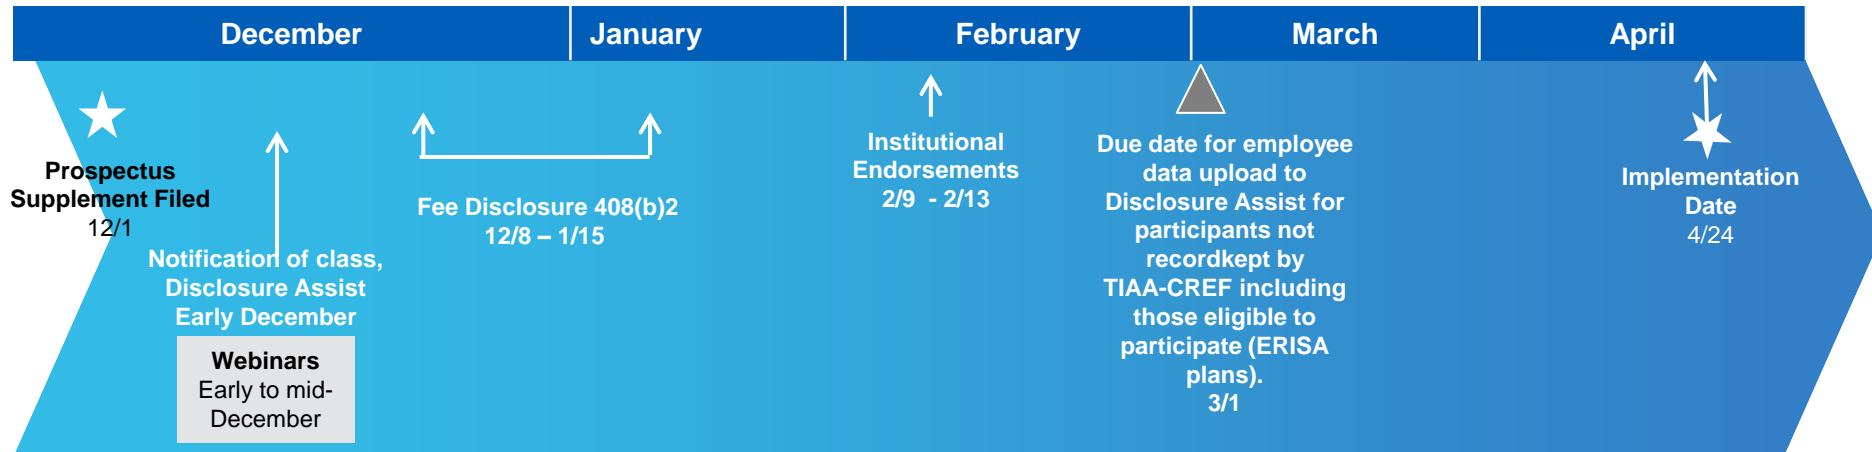 December
January
February
March
April
Prospectus
Supplement Filed
12/1
Notification of class,
Disclosure Assist
Early December
Webinars
Early to mid-
December
Fee Disclosure 408(b)2
12/8 – 1/15
Institutional
Endorsements
2/9 - 2/13
Due date for employee
data upload to
Disclosure Assist for
participants not
recordkept by
TIAA-CREF including
those eligible to
participate (ERISA
plans).
3/1
Implementation
Date
4/24